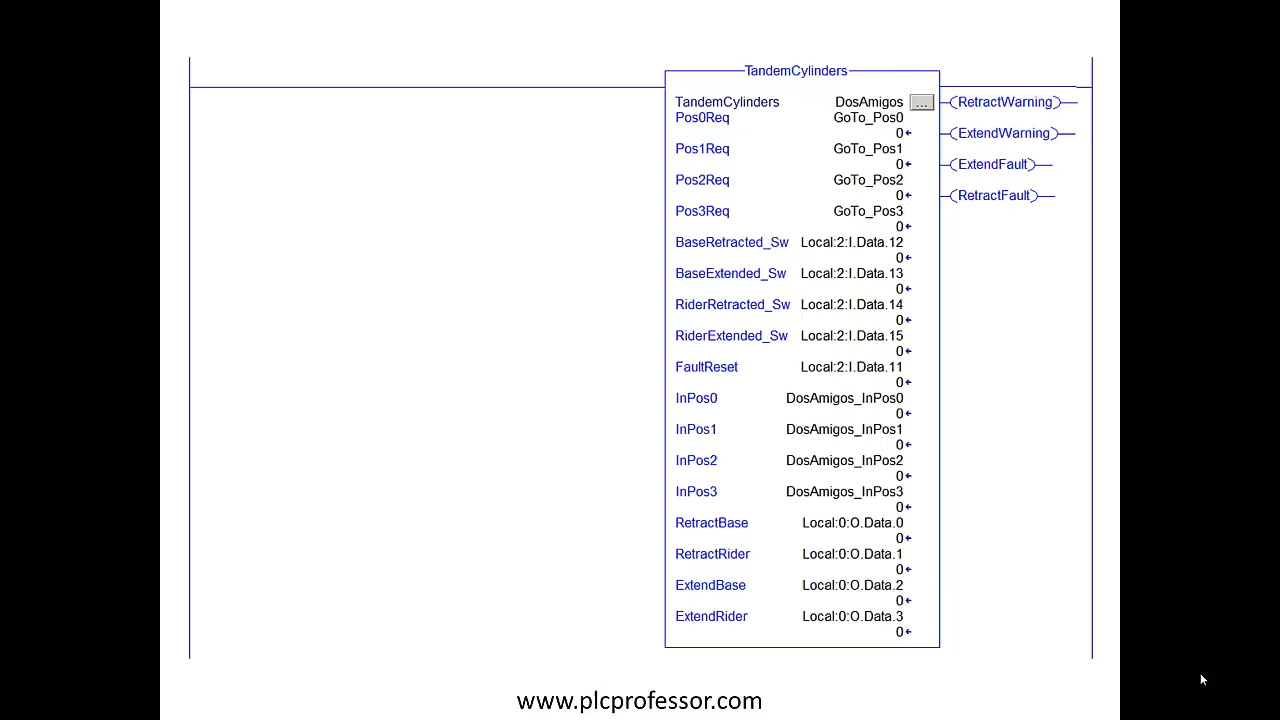 TandemCylinders
TandemCylinders DosAmigos ... RetractWarning
Pos0Req GoTo_Pos0
0 ExtendWarning
Pos1Req GoTo_Pos1
0 ExtendFault
Pos2Req GoTo_Pos2
0 RetractFault
Pos3Req GoTo_Pos3
0
BaseRetracted_Sw Local:2:I.Data.12
0
BaseExtended_Sw Local:2:I.Data.13
0
RiderRetracted_Sw Local:2:I.Data.14
0
RiderExtended_Sw Local:2:I.Data.15
0
FaultReset Local:2:I.Data.11
0
InPos0 DosAmigos_InPos0
0
InPos1 DosAmigos_InPos1
0
InPos2 DosAmigos_InPos2
0
InPos3 DosAmigos_InPos3
0
RetractBase Local:0:O.Data.0
0
RetractRider Local:0:O.Data.1
0
ExtendBase Local:0:O.Data.2
0
ExtendRider Local:0:O.Data.3
0
www.plcprofessor.com